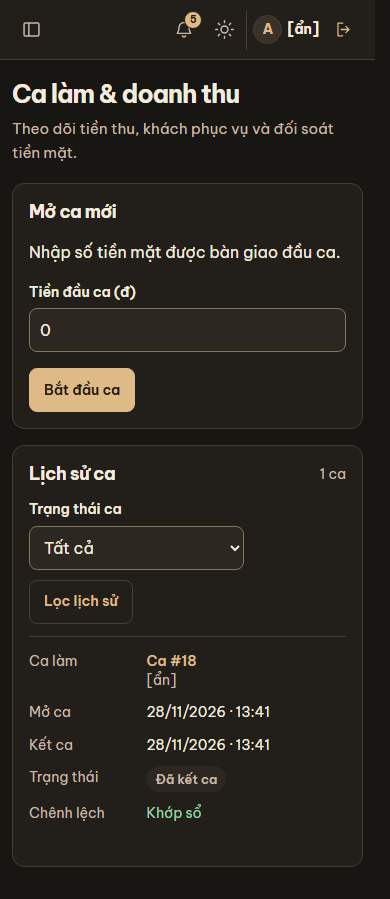 5
A [ẩn]
Ca làm & doanh thu
Theo dõi tiền thu, khách phục vụ và đối soát
tiền mặt.
Mở ca mới
Nhập số tiền mặt được bàn giao đầu ca.
Tiền đầu ca (đ)
0
Bắt đầu ca
Lịch sử ca 1 ca
Trạng thái ca
Tất cả
Lọc lịch sử
Ca làm Ca #18
[ẩn]
Mở ca 28/11/2026 · 13:41
Kết ca 28/11/2026 · 13:41
Trạng thái Đã kết ca
Chênh lệch Khớp sổ